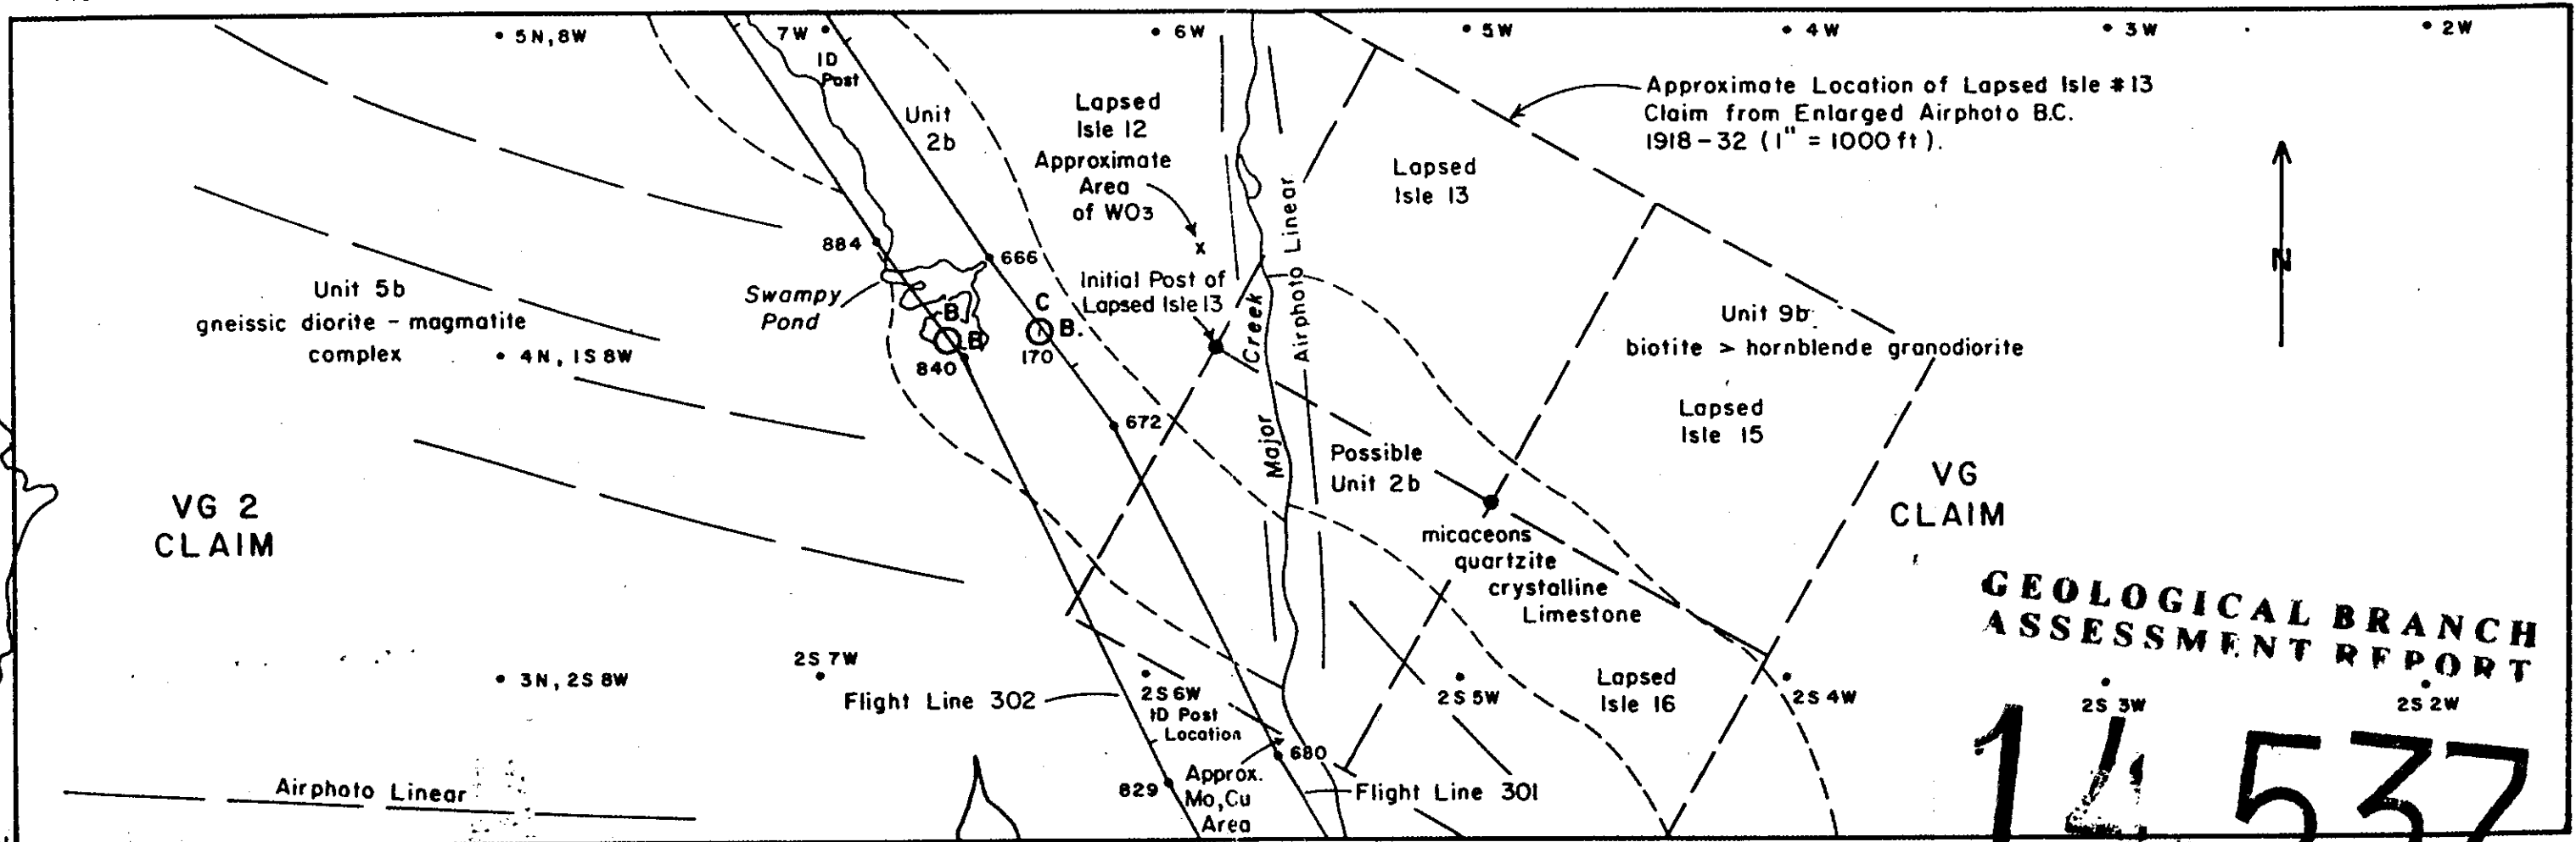 5N, 8W
7W
6W
5W
4W
3W
2W
ID
Post
Unit
2b
Lapsed
Isle 12
Approximate
Area
of WO3
x
Approximate Location of Lapsed Isle #13
Claim from Enlarged Airphoto B.C.
1918-32 (1" = 1000 ft).
Lapsed
Isle 13
N
884
666
Swampy
Pond
Initial Post of
Lapsed Isle 13
Major Creek
Airphoto Linear
Unit 5b
gneissic diorite - magmatite
complex
4N, 1S 8W
B
B
840
C
B.
170
672
Unit 9b
biotite > hornblende granodiorite
Lapsed
Isle 15
Possible
Unit 2b
VG
CLAIM
VG 2
CLAIM
micaceons
quartzite
crystalline
Limestone
GEOLOGICAL BRANCH
ASSESSMENT REPORT
14 537
3N, 2S 8W
2S 7W
2S 6W
ID Post
Location
2S 5W
Lapsed
Isle 16
2S 4W
2S 3W
2S 2W
Flight Line 302
680
829
Approx.
Mo, Cu
Area
Flight Line 301
Airphoto Linear